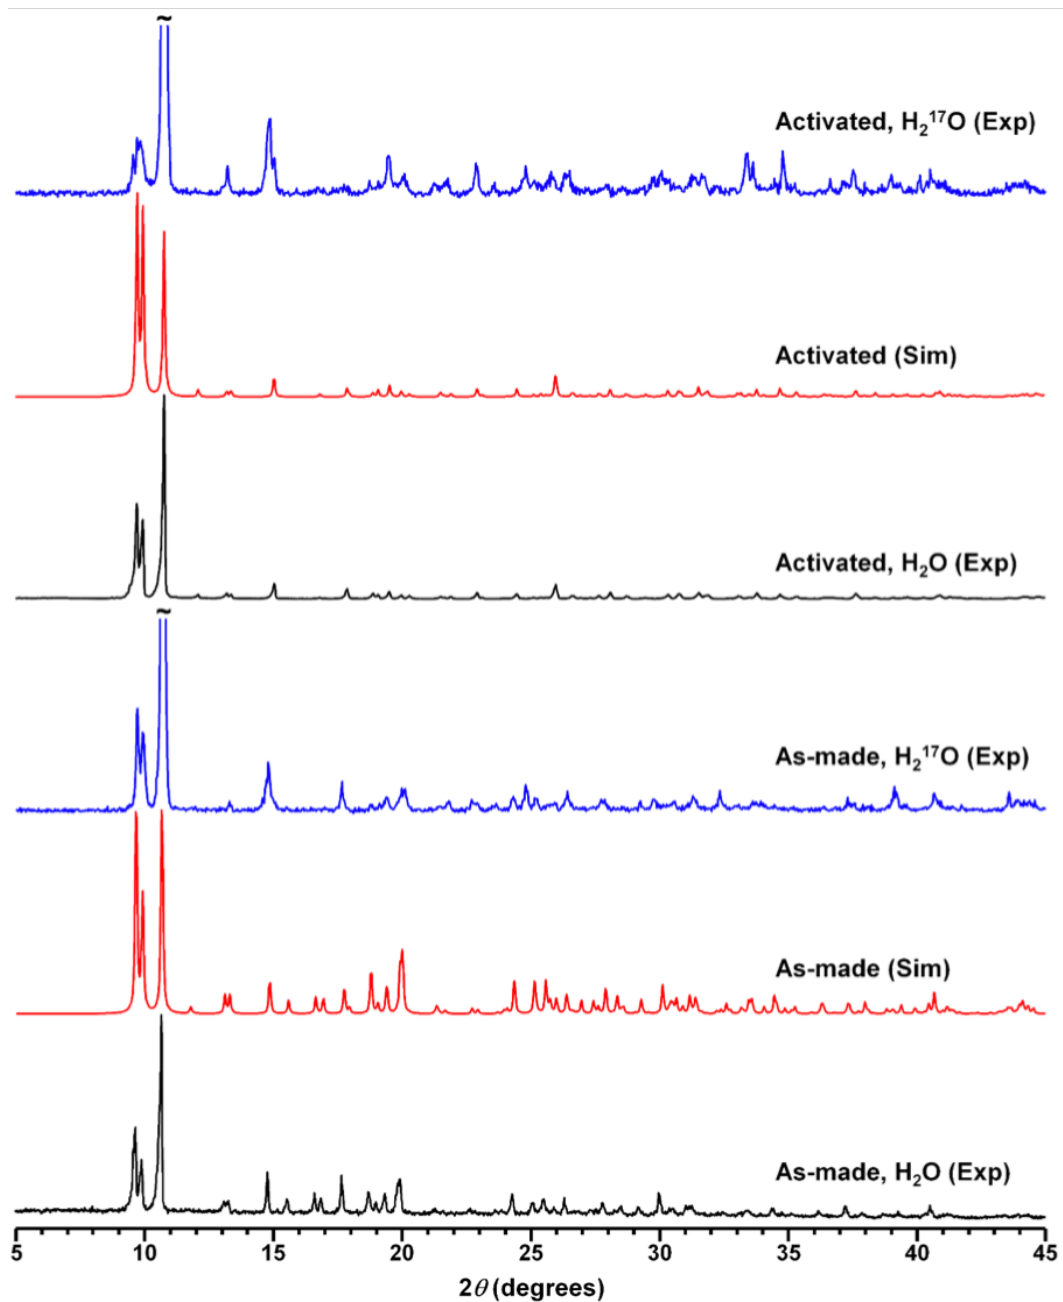 ~
Activated, H₂¹⁷O (Exp)
Activated (Sim)
Activated, H₂O (Exp)
~
As-made, H₂¹⁷O (Exp)
As-made (Sim)
As-made, H₂O (Exp)
5 10 15 20 25 30 35 40 45
2θ (degrees)